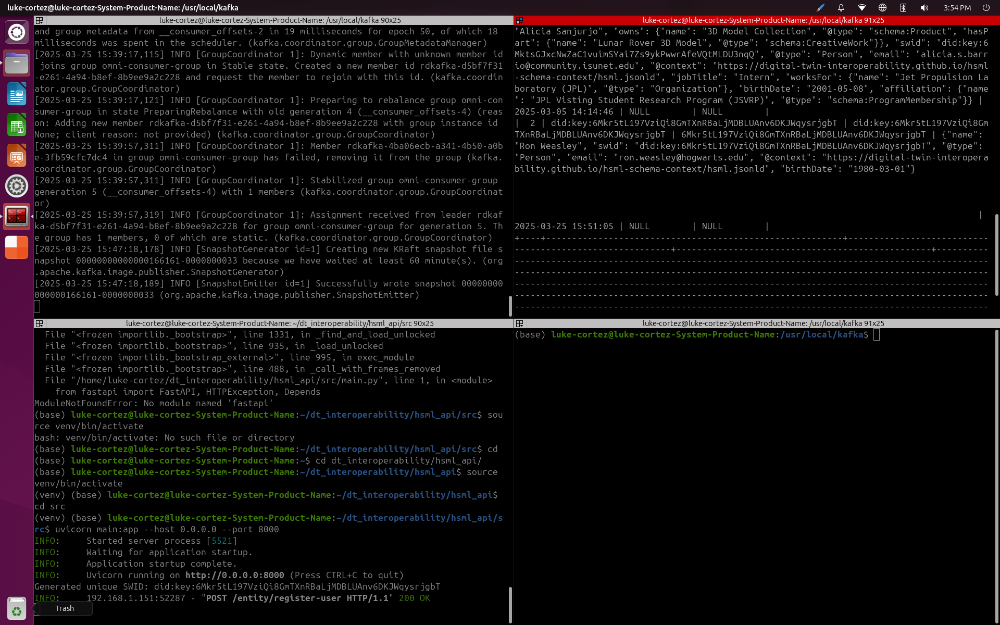 luke-cortez@luke-cortez-System-Product-Name: /usr/local/kafka
3:54 PM
luke-cortez@luke-cortez-System-Product-Name: /usr/local/kafka 90x25
and group metadata from __consumer_offsets-2 in 19 milliseconds for epoch 50, of which 18
milliseconds was spent in the scheduler. (kafka.coordinator.group.GroupMetadataManager)
[2025-03-25 15:39:17,115] INFO [GroupCoordinator 1]: Dynamic member with unknown member id
joins group omni-consumer-group in Stable state. Created a new member id rdkafka-d5bf7f31
-e261-4a94-b8ef-8b9ee9a2c228 and request the member to rejoin with this id. (kafka.coordin
ator.group.GroupCoordinator)
[2025-03-25 15:39:17,121] INFO [GroupCoordinator 1]: Preparing to rebalance group omni-con
sumer-group in state PreparingRebalance with old generation 4 (__consumer_offsets-4) (reas
on: Adding new member rdkafka-d5bf7f31-e261-4a94-b8ef-8b9ee9a2c228 with group instance id
None; client reason: not provided) (kafka.coordinator.group.GroupCoordinator)
[2025-03-25 15:39:57,311] INFO [GroupCoordinator 1]: Member rdkafka-4ba06ecb-a341-4b50-a0b
e-3fb59cfc7dc4 in group omni-consumer-group has failed, removing it from the group (kafka.
coordinator.group.GroupCoordinator)
[2025-03-25 15:39:57,311] INFO [GroupCoordinator 1]: Stabilized group omni-consumer-group
generation 5 (__consumer_offsets-4) with 1 members (kafka.coordinator.group.GroupCoordinat
or)
[2025-03-25 15:39:57,319] INFO [GroupCoordinator 1]: Assignment received from leader rdkaf
ka-d5bf7f31-e261-4a94-b8ef-8b9ee9a2c228 for group omni-consumer-group for generation 5. Th
e group has 1 members, 0 of which are static. (kafka.coordinator.group.GroupCoordinator)
[2025-03-25 15:47:18,178] INFO [SnapshotGenerator id=1] Creating new KRaft snapshot file s
napshot 00000000000000166161-0000000033 because we have waited at least 60 minute(s). (org
.apache.kafka.image.publisher.SnapshotGenerator)
[2025-03-25 15:47:18,189] INFO [SnapshotEmitter id=1] Successfully wrote snapshot 00000000
000000166161-0000000033 (org.apache.kafka.image.publisher.SnapshotEmitter)
luke-cortez@luke-cortez-System-Product-Name: /usr/local/kafka 91x25
"Alicia Sanjurjo", "owns": {"name": "3D Model Collection", "@type": "schema:Product", "hasP
art": {"name": "Lunar Rover 3D Model", "@type": "schema:CreativeWork"}}, "swid": "did:key:6
MktsGJxcNwZaC1vuimSYai7Zs9ykPwwrAfeVQtMLDU3nqQ", "@type": "Person", "email": "alicia.s.barr
io@community.isunet.edu", "@context": "https://digital-twin-interoperability.github.io/hsml
-schema-context/hsml.jsonld", "jobTitle": "Intern", "worksFor": {"name": "Jet Propulsion La
boratory (JPL)", "@type": "Organization"}, "birthDate": "2001-05-08", "affiliation": {"name
": "JPL Visting Student Research Program (JSVRP)", "@type": "schema:ProgramMembership"}} |
2025-03-05 14:14:46 | NULL        | NULL        |
|  2 | did:key:6Mkr5tL197VziQi8GmTXnRBaLjMDBLUAnv6DKJWqysrjgbT | did:key:6Mkr5tL197VziQi8Gm
TXnRBaLjMDBLUAnv6DKJWqysrjgbT | 6Mkr5tL197VziQi8GmTXnRBaLjMDBLUAnv6DKJWqysrjgbT | {"name":
"Ron Weasley", "swid": "did:key:6Mkr5tL197VziQi8GmTXnRBaLjMDBLUAnv6DKJWqysrjgbT", "@type":
"Person", "email": "ron.weasley@hogwarts.edu", "@context": "https://digital-twin-interopera
bility.github.io/hsml-schema-context/hsml.jsonld", "birthDate": "1980-03-01"}
|
2025-03-25 15:51:05 | NULL        | NULL        |
+----+---------------------------------------------------------+---------------------------
------------------------------+-------------------------------------------------+----------
-------------------------------------------------------------------------------------------
-------------------------------------------------------------------------------------------
-------------------------------------------------------------------------------------------
-------------------------------------------------------------------------------------------
-------------------------------------------------------------------------------------------
luke-cortez@luke-cortez-System-Product-Name: ~/dt_interoperability/hsml_api/src 90x25
File "<frozen importlib._bootstrap>", line 1331, in _find_and_load_unlocked
File "<frozen importlib._bootstrap>", line 935, in _load_unlocked
File "<frozen importlib._bootstrap_external>", line 995, in exec_module
File "<frozen importlib._bootstrap>", line 488, in _call_with_frames_removed
File "/home/luke-cortez/dt_interoperability/hsml_api/src/main.py", line 1, in <module>
from fastapi import FastAPI, HTTPException, Depends
ModuleNotFoundError: No module named 'fastapi'
(base) luke-cortez@luke-cortez-System-Product-Name:~/dt_interoperability/hsml_api/src$ sou
rce venv/bin/activate
bash: venv/bin/activate: No such file or directory
(base) luke-cortez@luke-cortez-System-Product-Name:~/dt_interoperability/hsml_api/src$ cd
(base) luke-cortez@luke-cortez-System-Product-Name:~$ cd dt_interoperability/hsml_api/
(base) luke-cortez@luke-cortez-System-Product-Name:~/dt_interoperability/hsml_api$ source
venv/bin/activate
(venv) (base) luke-cortez@luke-cortez-System-Product-Name:~/dt_interoperability/hsml_api$
cd src
(venv) (base) luke-cortez@luke-cortez-System-Product-Name:~/dt_interoperability/hsml_api/s
rc$ uvicorn main:app --host 0.0.0.0 --port 8000
INFO:     Started server process [5521]
INFO:     Waiting for application startup.
INFO:     Application startup complete.
INFO:     Uvicorn running on http://0.0.0.0:8000 (Press CTRL+C to quit)
Generated unique SWID: did:key:6Mkr5tL197VziQi8GmTXnRBaLjMDBLUAnv6DKJWqysrjgbT
INFO:     192.168.1.151:52287 - "POST /entity/register-user HTTP/1.1" 200 OK
Trash
luke-cortez@luke-cortez-System-Product-Name: /usr/local/kafka 91x25
(base) luke-cortez@luke-cortez-System-Product-Name:/usr/local/kafka$